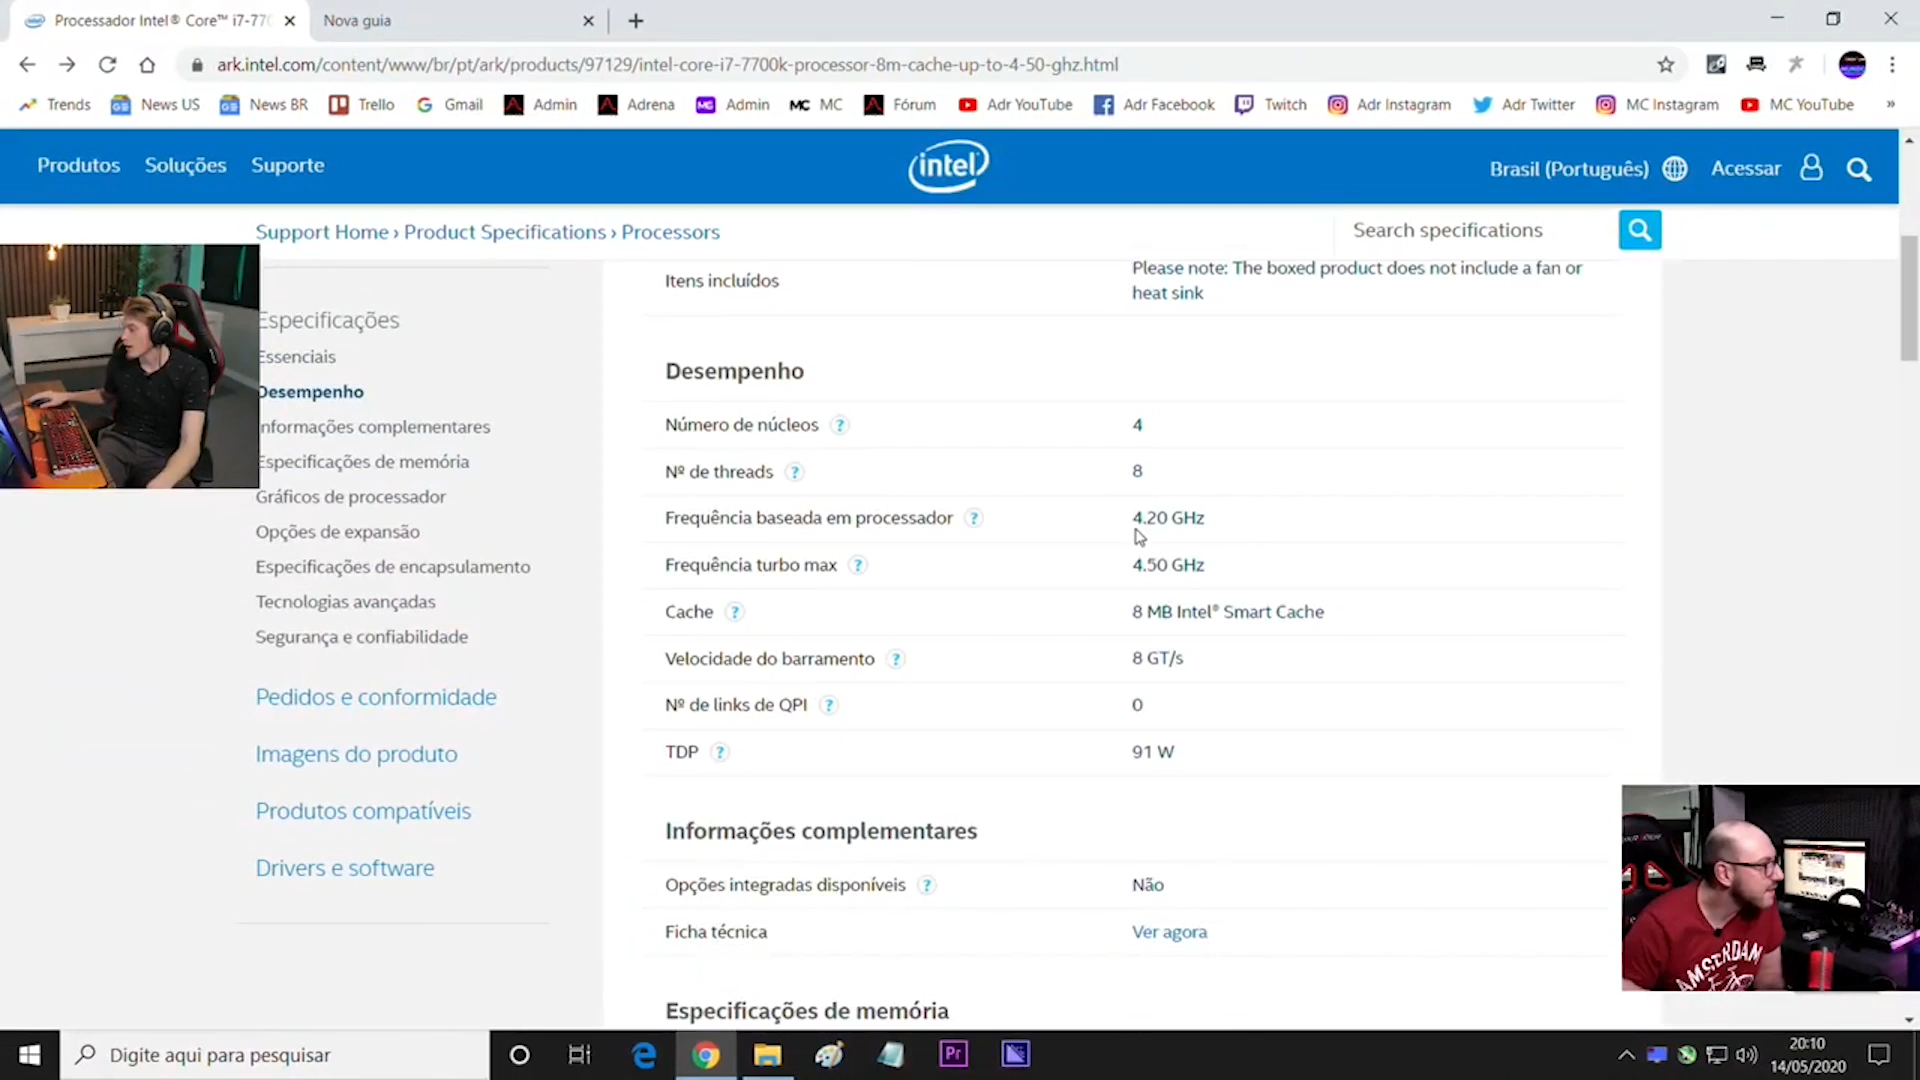 Processador Intel® Core™ i7-770
Nova guia
ark.intel.com/content/www/br/pt/ark/products/97129/intel-core-i7-7700k-processor-8m-cache-up-to-4-50-ghz.html
Trends
News US
News BR
Trello
Gmail
Admin
Adrena
Admin
MC
Fórum
Adr YouTube
Adr Facebook
Twitch
Adr Instagram
Adr Twitter
MC Instagram
MC YouTube
Produtos
Soluções
Suporte
intel
Brasil (Português)
Acessar
Support Home › Product Specifications › Processors
Search specifications
Especificações
Essenciais
Desempenho
Informações complementares
Especificações de memória
Gráficos de processador
Opções de expansão
Especificações de encapsulamento
Tecnologias avançadas
Segurança e confiabilidade
Pedidos e conformidade
Imagens do produto
Produtos compatíveis
Drivers e software
Itens incluídos
Please note: The boxed product does not include a fan or
heat sink
Desempenho
Número de núcleos ? 4
Nº de threads ? 8
Frequência baseada em processador ? 4.20 GHz
Frequência turbo max ? 4.50 GHz
Cache ? 8 MB Intel® Smart Cache
Velocidade do barramento ? 8 GT/s
Nº de links de QPI ? 0
TDP ? 91 W
Informações complementares
Opções integradas disponíveis ? Não
Ficha técnica Ver agora
Especificações de memória
AMSTERDAM
Digite aqui para pesquisar
Pr
20:10
14/05/2020